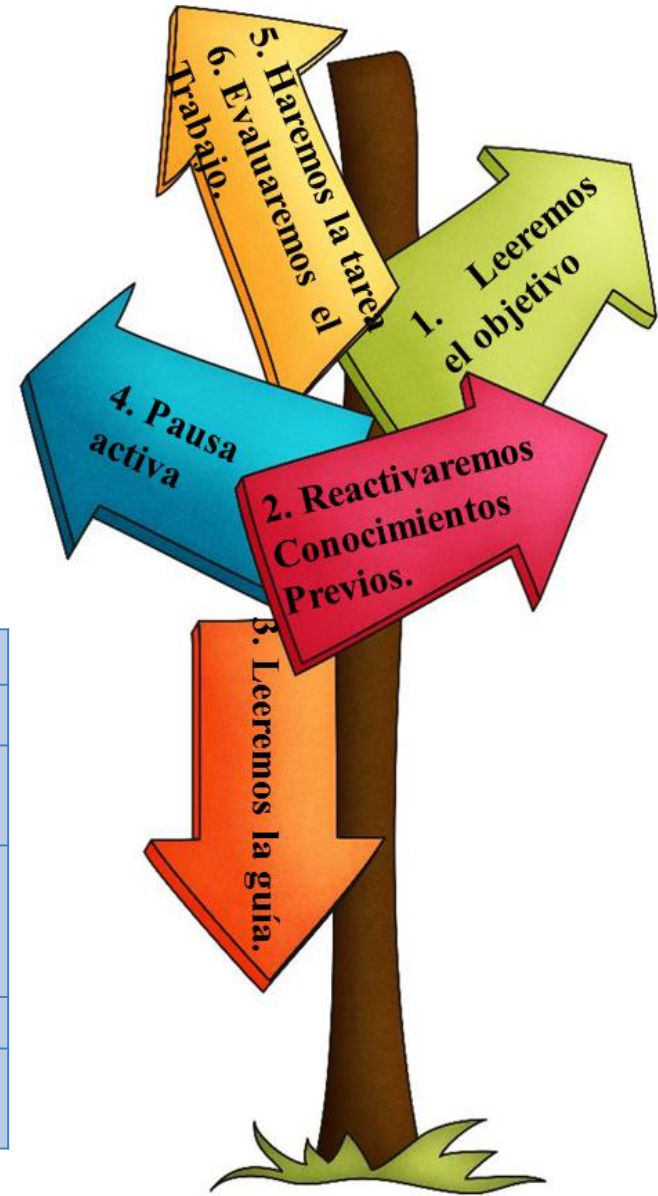 1. Leeremos
el objetivo
2. Reactivaremos
Conocimientos
Previos.
3. Leeremos la guía.
4. Pausa
activa
5. Haremos la tarea
6. Evaluaremos el
Trabajo.